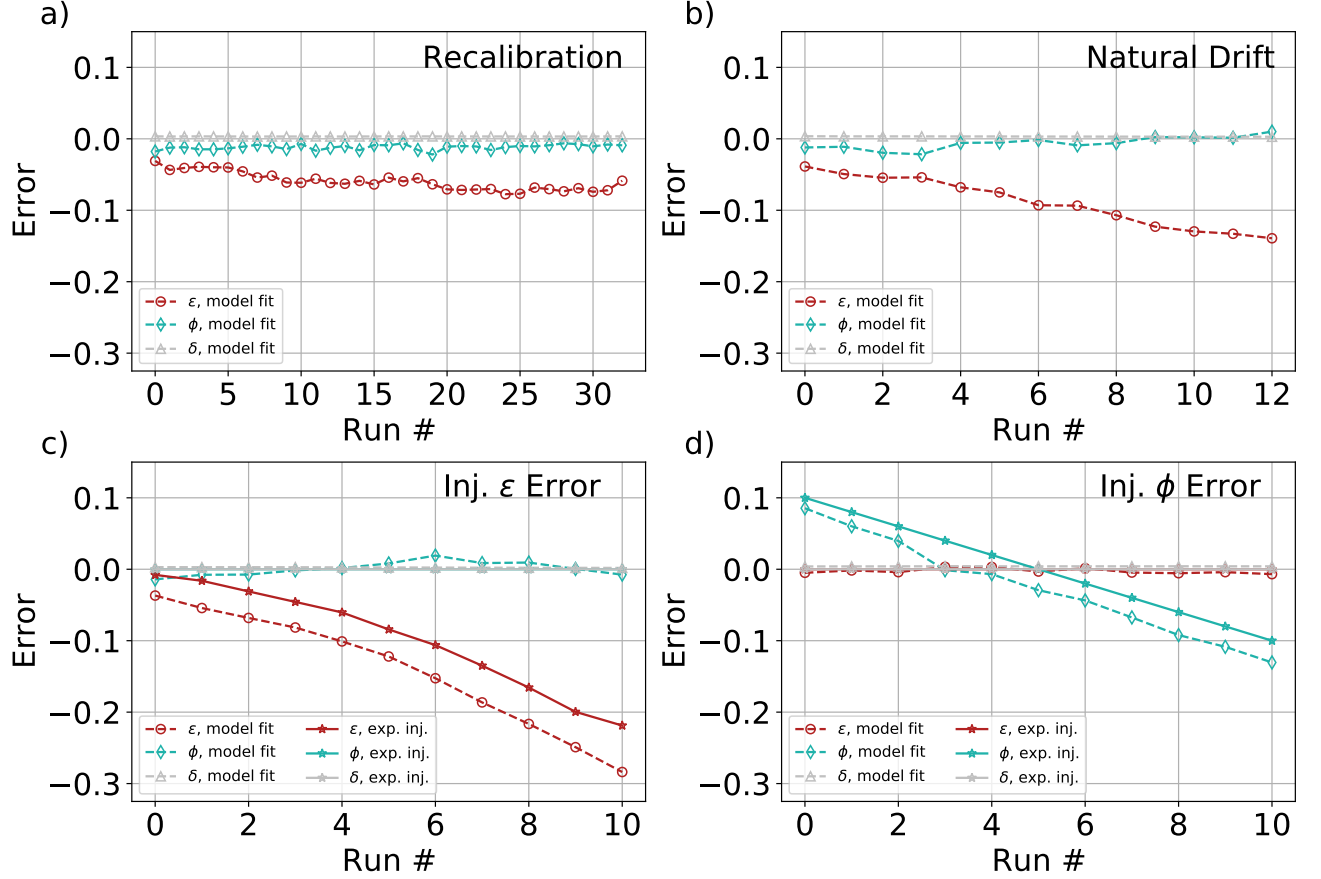 a)
Recalibration
0.1
0.0
−0.1
−0.2
−0.3
Error
ε, model fit
ϕ, model fit
δ, model fit
0 5 10 15 20 25 30
Run #
b)
Natural Drift
0.1
0.0
−0.1
−0.2
−0.3
Error
ε, model fit
ϕ, model fit
δ, model fit
0 2 4 6 8 10 12
Run #
c)
Inj. ε Error
0.1
0.0
−0.1
−0.2
−0.3
Error
ε, model fit ε, exp. inj.
ϕ, model fit ϕ, exp. inj.
δ, model fit δ, exp. inj.
0 2 4 6 8 10
Run #
d)
Inj. ϕ Error
0.1
0.0
−0.1
−0.2
−0.3
Error
ε, model fit ε, exp. inj.
ϕ, model fit ϕ, exp. inj.
δ, model fit δ, exp. inj.
0 2 4 6 8 10
Run #